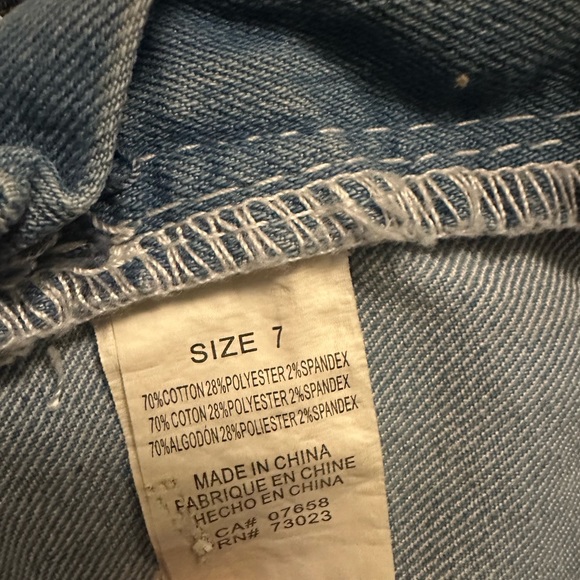 SIZE 7
70%COTTON 28%POLYESTER 2%SPANDEX
70% COTON 28%POLYESTER 2%SPANDEX
70%ALGODÓN 28%POLIESTER 2%SPANDEX
MADE IN CHINA
FABRIQUE EN CHINE
HECHO EN CHINA
CA# 07658
RN# 73023